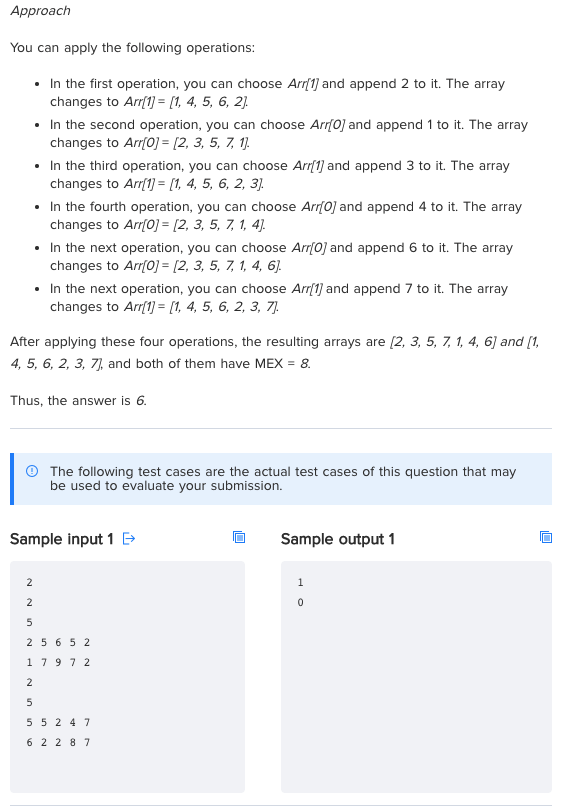 Approach
You can apply the following operations:
• In the first operation, you can choose Arr[1] and append 2 to it. The array
changes to Arr[1] = [1, 4, 5, 6, 2].
• In the second operation, you can choose Arr[0] and append 1 to it. The array
changes to Arr[0] = [2, 3, 5, 7, 1].
• In the third operation, you can choose Arr[1] and append 3 to it. The array
changes to Arr[1] = [1, 4, 5, 6, 2, 3].
• In the fourth operation, you can choose Arr[0] and append 4 to it. The array
changes to Arr[0] = [2, 3, 5, 7, 1, 4].
• In the next operation, you can choose Arr[0] and append 6 to it. The array
changes to Arr[0] = [2, 3, 5, 7, 1, 4, 6].
• In the next operation, you can choose Arr[1] and append 7 to it. The array
changes to Arr[1] = [1, 4, 5, 6, 2, 3, 7].
After applying these four operations, the resulting arrays are [2, 3, 5, 7, 1, 4, 6] and [1,
4, 5, 6, 2, 3, 7], and both of them have MEX = 8.
Thus, the answer is 6.
The following test cases are the actual test cases of this question that may
be used to evaluate your submission.
Sample input 1
2
2
5
2 5 6 5 2
1 7 9 7 2
2
5
5 5 2 4 7
6 2 2 8 7
Sample output 1
1
0